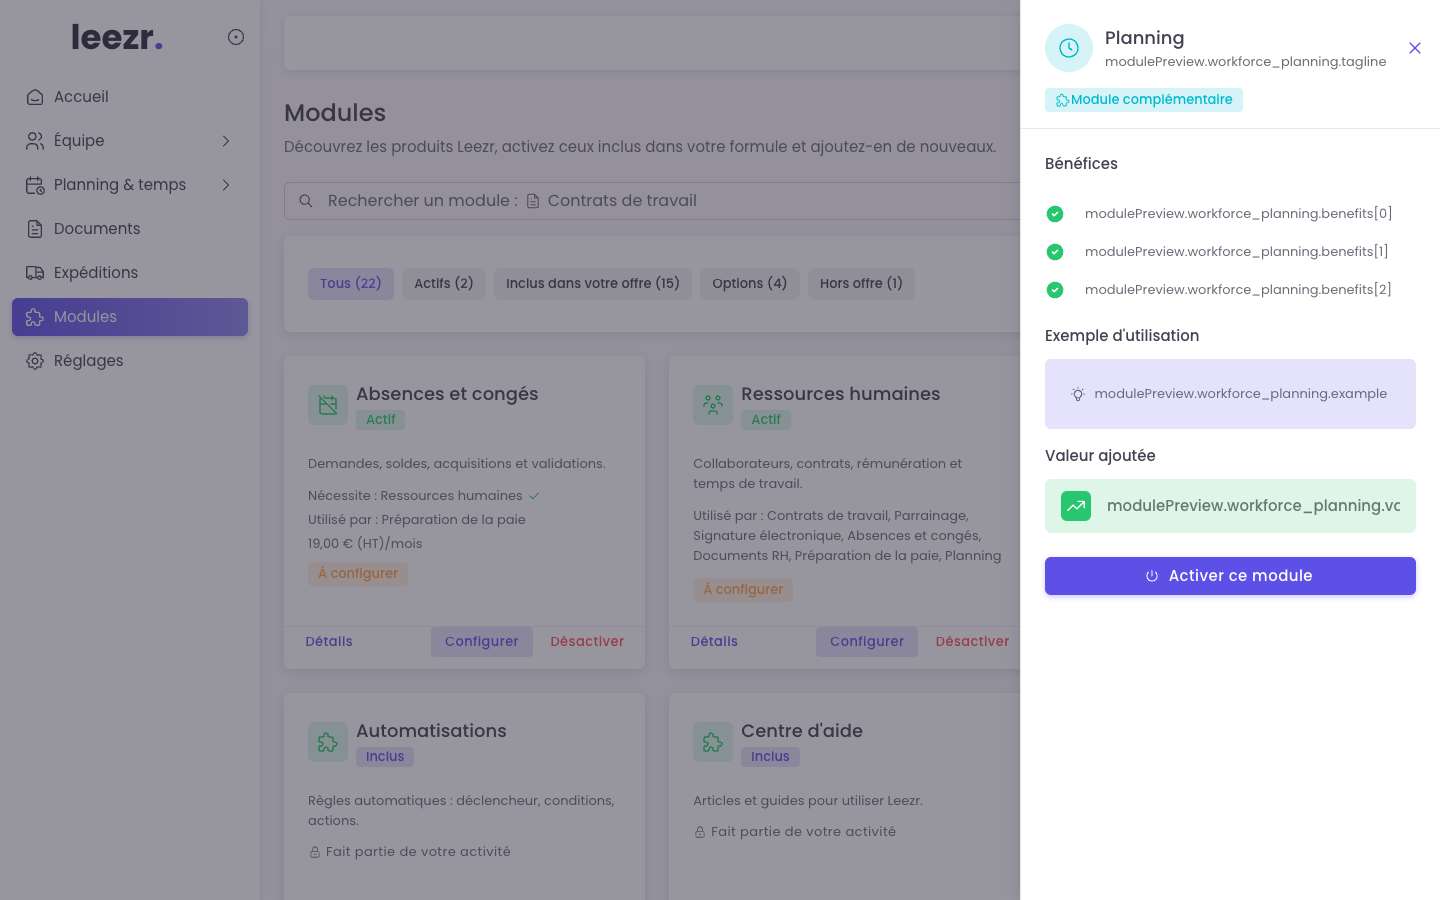 leezr.
Accueil
Équipe
Planning & temps
Documents
Expéditions
Modules
Réglages
Modules
Découvrez les produits Leezr, activez ceux inclus dans votre formule et ajoutez-en de nouveaux.
Rechercher un module : Contrats de travail
Tous (22)
Actifs (2)
Inclus dans votre offre (15)
Options (4)
Hors offre (1)
Absences et congés
Actif
Demandes, soldes, acquisitions et validations.
Nécessite : Ressources humaines
Utilisé par : Préparation de la paie
19,00 € (HT)/mois
À configurer
Détails
Configurer
Désactiver
Ressources humaines
Actif
Collaborateurs, contrats, rémunération et
temps de travail.
Utilisé par : Contrats de travail, Parrainage,
Signature électronique, Absences et congés,
Documents RH, Préparation de la paie, Planning
À configurer
Détails
Configurer
Désactiver
Automatisations
Inclus
Règles automatiques : déclencheur, conditions,
actions.
Fait partie de votre activité
Centre d'aide
Inclus
Articles et guides pour utiliser Leezr.
Fait partie de votre activité
Planning
modulePreview.workforce_planning.tagline
Module complémentaire
Bénéfices
modulePreview.workforce_planning.benefits[0]
modulePreview.workforce_planning.benefits[1]
modulePreview.workforce_planning.benefits[2]
Exemple d'utilisation
modulePreview.workforce_planning.example
Valeur ajoutée
modulePreview.workforce_planning.va
Activer ce module